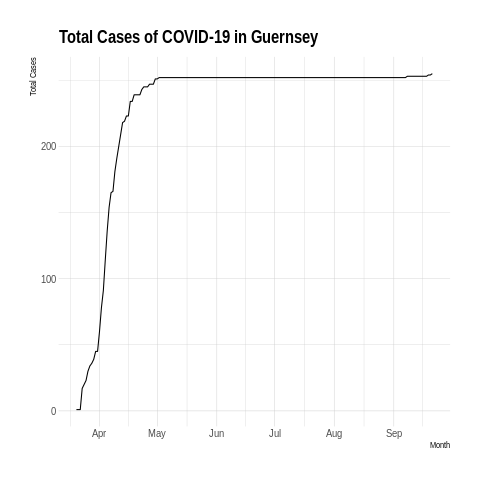 Total Cases of COVID-19 in Guernsey
Total Cases
200
100
0
Apr May Jun Jul Aug Sep
Month